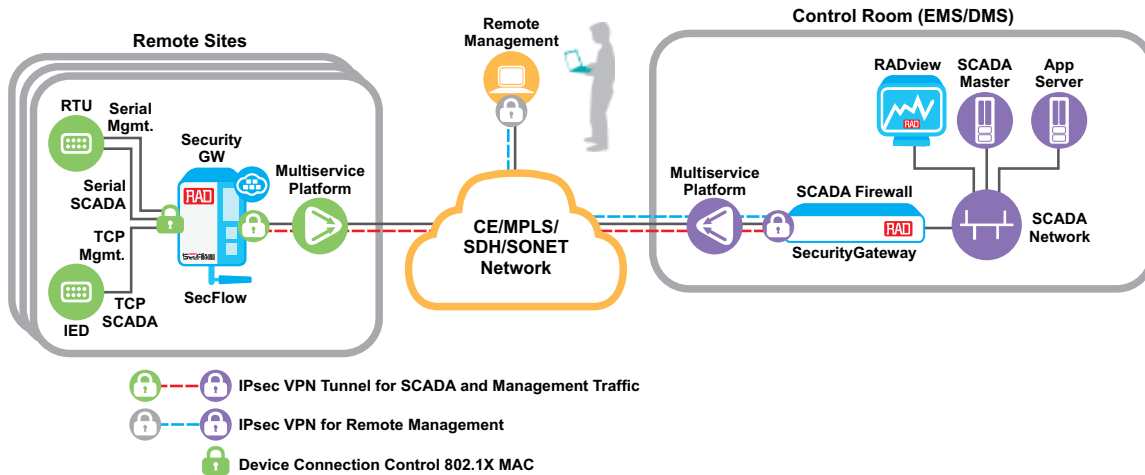 Remote Sites
RTU
Serial
Mgmt.
Security
GW
RAD
Serial
SCADA
TCP
Mgmt.
SecFlow
TCP
SCADA
IED
Multiservice
Platform
Remote
Management
CE/MPLS/
SDH/SONET
Network
Control Room (EMS/DMS)
RADview
RAD
SCADA
Master
App
Server
Multiservice
Platform
SCADA Firewall
RAD
SecurityGateway
SCADA
Network
IPsec VPN Tunnel for SCADA and Management Traffic
IPsec VPN for Remote Management
Device Connection Control 802.1X MAC